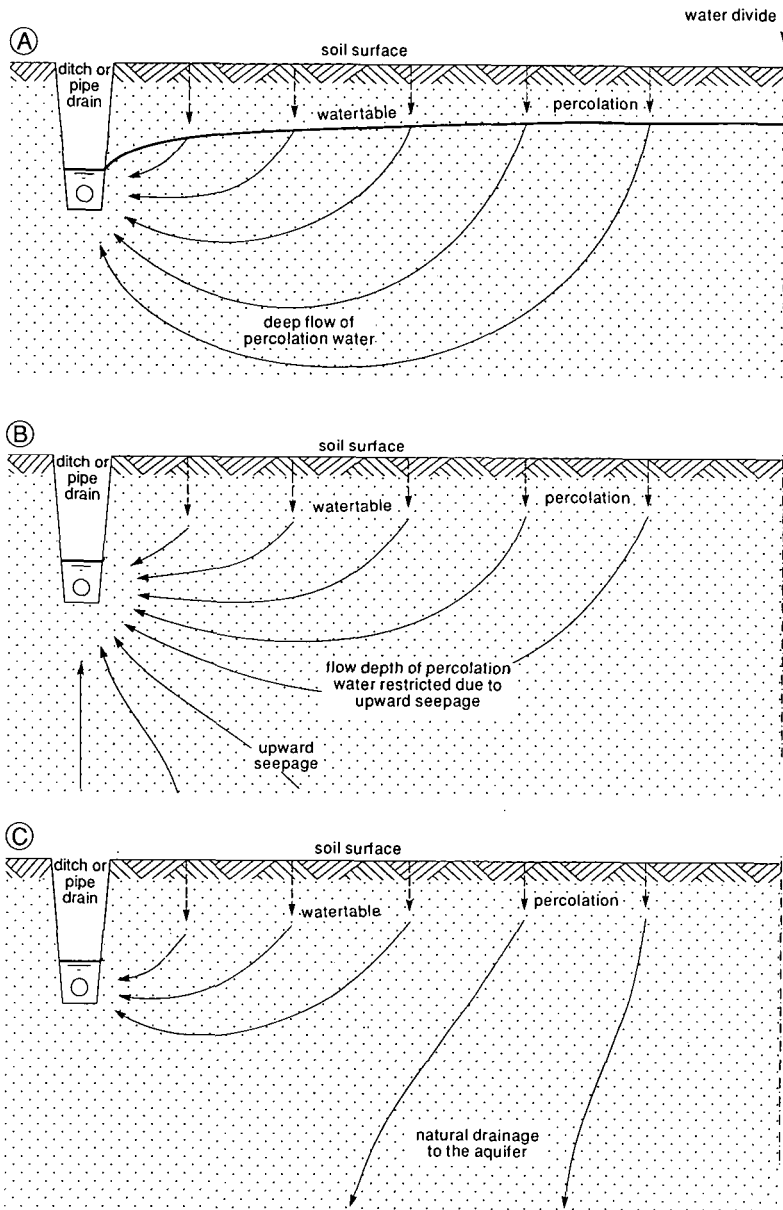 water divide
A
soil surface
ditch or
pipe
drain
watertable
percolation
deep flow of
percolation water
B
soil surface
ditch or
pipe
drain
watertable
percolation
flow depth of percolation
water restricted due to
upward seepage
upward
seepage
C
soil surface
ditch or
pipe
drain
watertable
percolation
natural drainage
to the aquifer